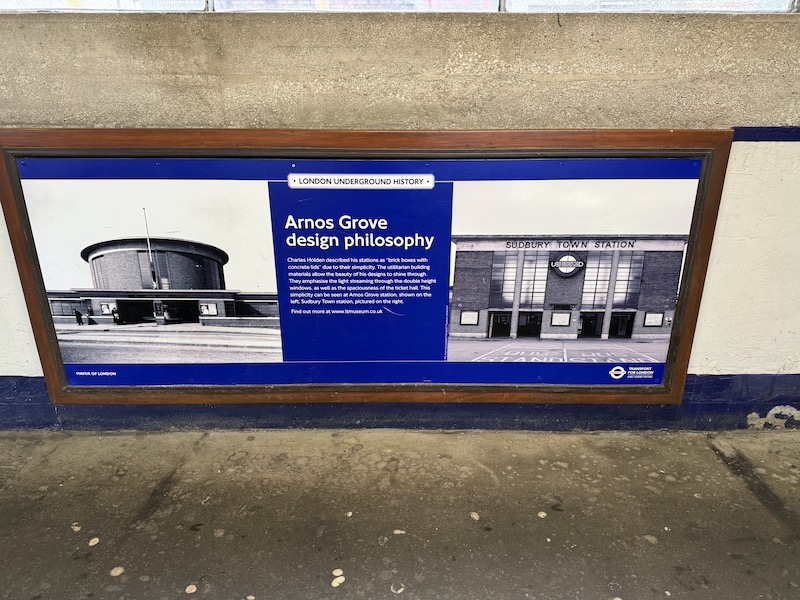 • LONDON UNDERGROUND HISTORY •
Arnos Grove
design philosophy
Charles Holden described his stations as "brick boxes with
concrete lids" due to their simplicity. The utilitarian building
materials allow the beauty of his designs to shine through.
They emphasise the light streaming through the double height
windows, as well as the spaciousness of the ticket hall. This
simplicity can be seen at Arnos Grove station, shown on the
left, Sudbury Town station, pictured on the right.
Find out more at www.ltmuseum.co.uk
SUDBURY TOWN STATION
UNDERGROUND
MAYOR OF LONDON
TRANSPORT
FOR LONDON